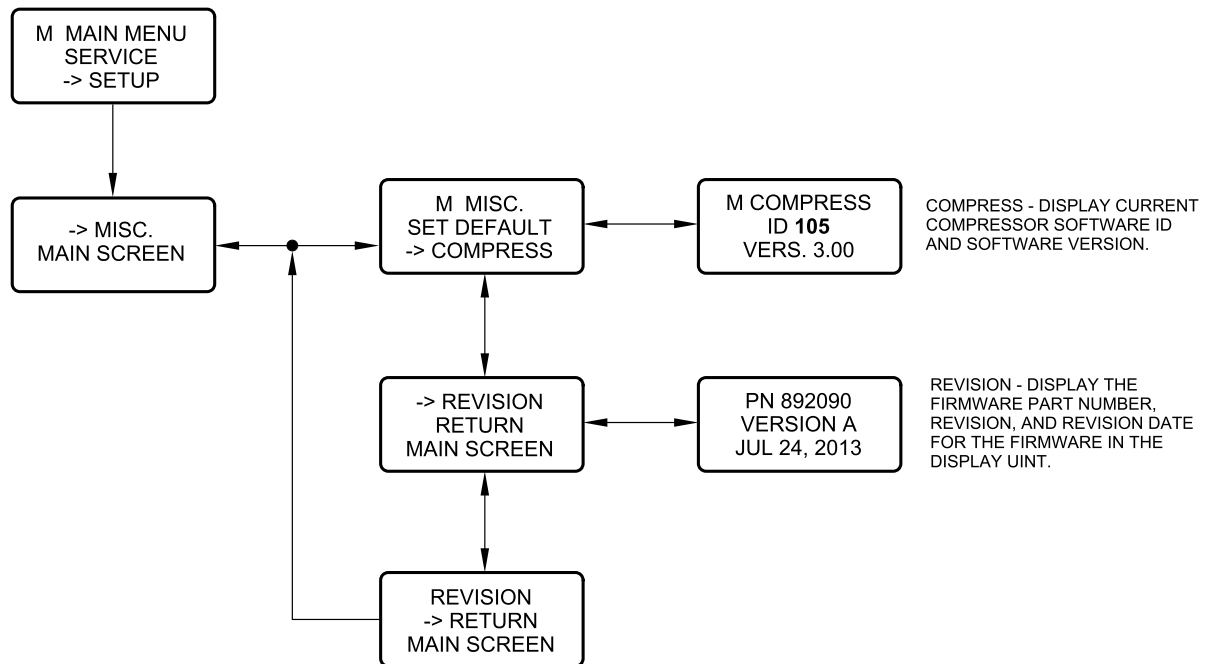 M MAIN MENU
SERVICE
-> SETUP
-> MISC.
MAIN SCREEN
M MISC.
SET DEFAULT
-> COMPRESS
M COMPRESS
ID 105
VERS. 3.00
COMPRESS - DISPLAY CURRENT
COMPRESSOR SOFTWARE ID
AND SOFTWARE VERSION.
-> REVISION
RETURN
MAIN SCREEN
PN 892090
VERSION A
JUL 24, 2013
REVISION - DISPLAY THE
FIRMWARE PART NUMBER,
REVISION, AND REVISION DATE
FOR THE FIRMWARE IN THE
DISPLAY UINT.
REVISION
-> RETURN
MAIN SCREEN